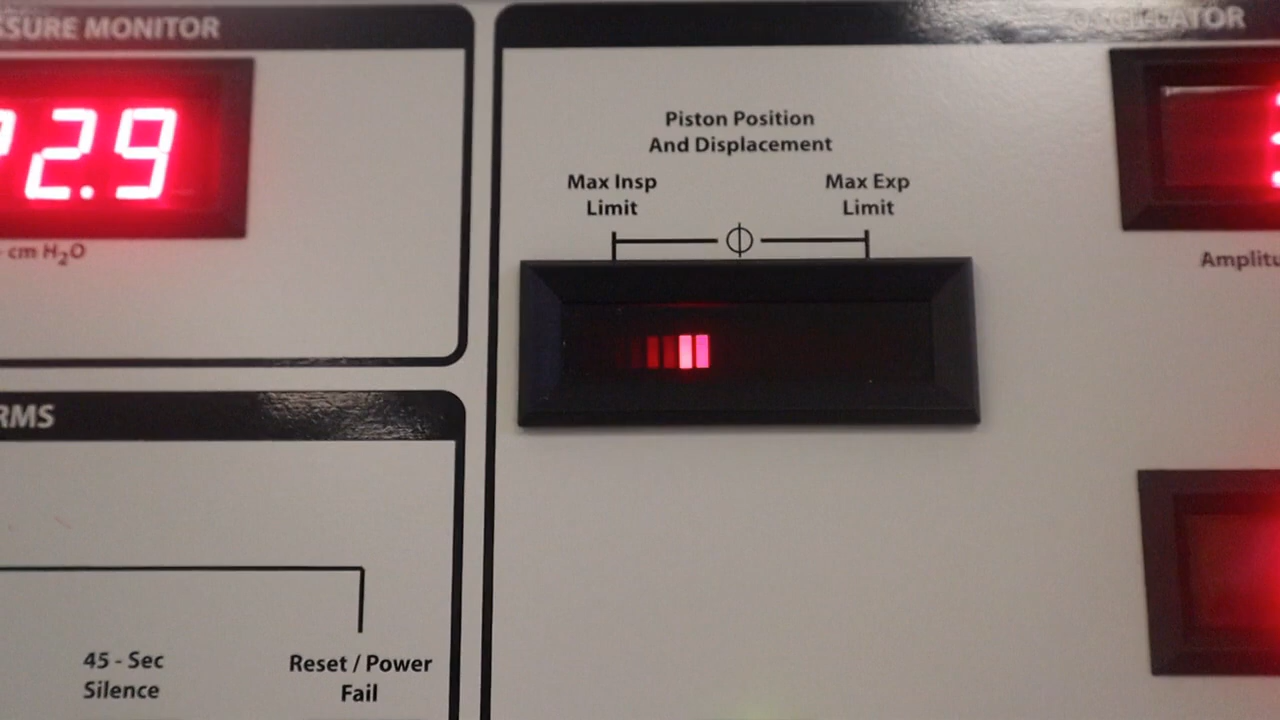 SSURE MONITOR
OSCILLATOR
2.9
cm H₂O
Piston Position
And Displacement
Max Insp
Limit
Max Exp
Limit
Amplitu
RMS
45 - Sec
Silence
Reset / Power
Fail